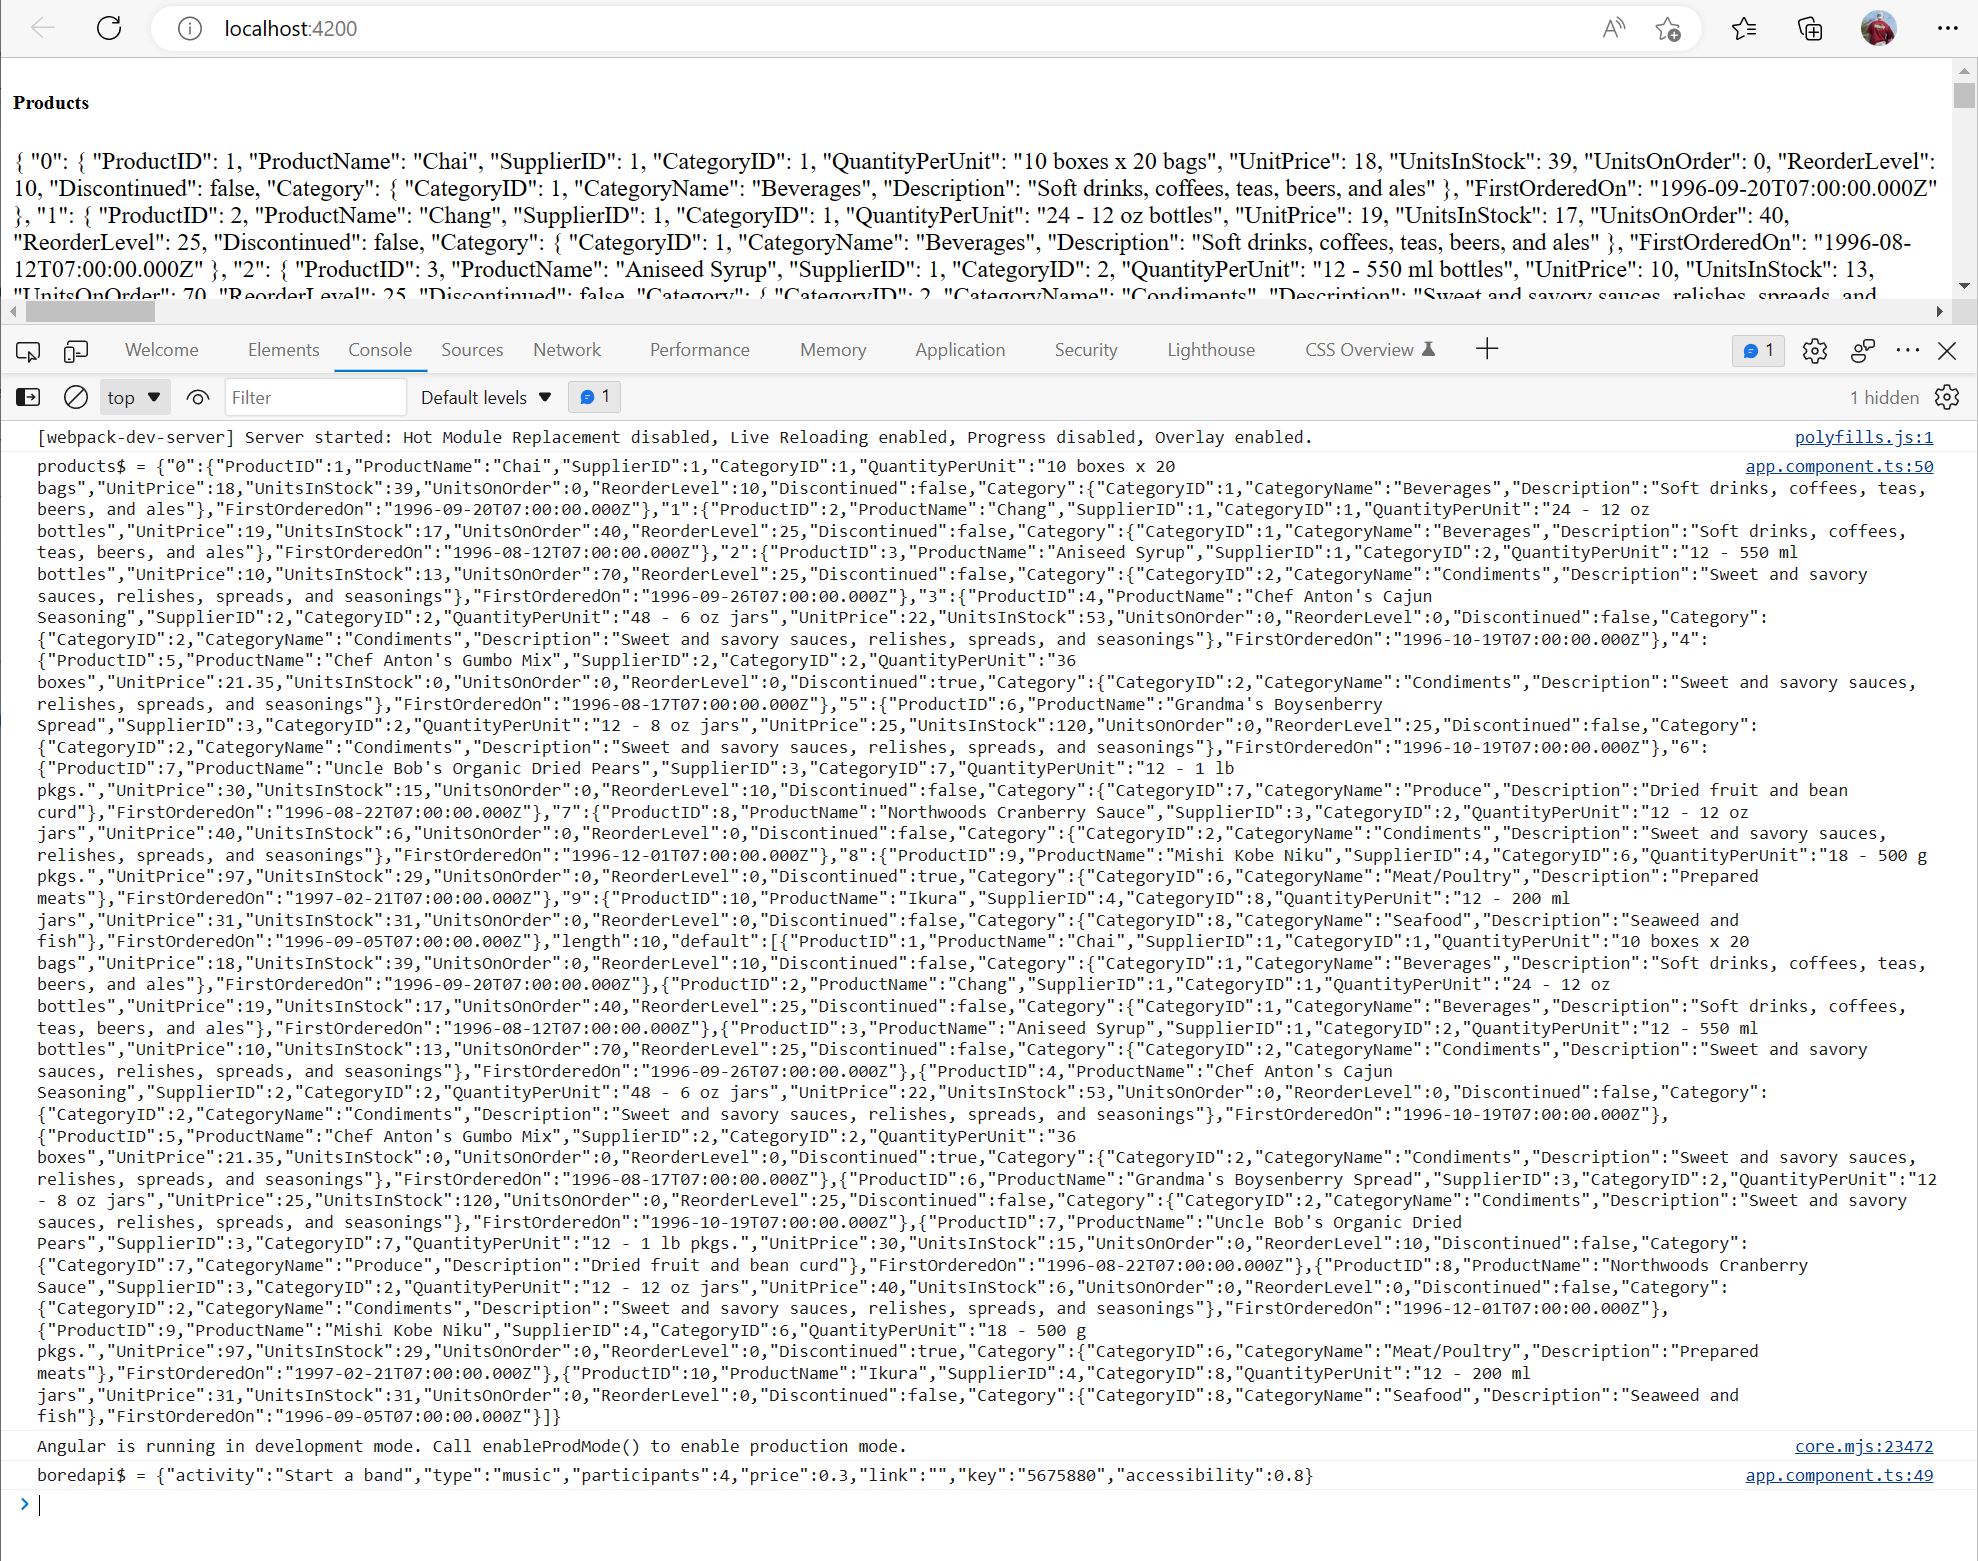 localhost:4200
Products
{ "0": { "ProductID": 1, "ProductName": "Chai", "SupplierID": 1, "CategoryID": 1, "QuantityPerUnit": "10 boxes x 20 bags", "UnitPrice": 18, "UnitsInStock": 39, "UnitsOnOrder": 0, "ReorderLevel":
10, "Discontinued": false, "Category": { "CategoryID": 1, "CategoryName": "Beverages", "Description": "Soft drinks, coffees, teas, beers, and ales" }, "FirstOrderedOn": "1996-09-20T07:00:00.000Z"
}, "1": { "ProductID": 2, "ProductName": "Chang", "SupplierID": 1, "CategoryID": 1, "QuantityPerUnit": "24 - 12 oz bottles", "UnitPrice": 19, "UnitsInStock": 17, "UnitsOnOrder": 40,
"ReorderLevel": 25, "Discontinued": false, "Category": { "CategoryID": 1, "CategoryName": "Beverages", "Description": "Soft drinks, coffees, teas, beers, and ales" }, "FirstOrderedOn": "1996-08-
12T07:00:00.000Z" }, "2": { "ProductID": 3, "ProductName": "Aniseed Syrup", "SupplierID": 1, "CategoryID": 2, "QuantityPerUnit": "12 - 550 ml bottles", "UnitPrice": 10, "UnitsInStock": 13,
"UnitsOnOrder": 70, "ReorderLevel": 25, "Discontinued": false, "Category": { "CategoryID": 2, "CategoryName": "Condiments", "Description": "Sweet and savory sauces, relishes, spreads, and
Welcome Elements Console Sources Network Performance Memory Application Security Lighthouse CSS Overview 1
top Filter Default levels 1 1 hidden
[webpack-dev-server] Server started: Hot Module Replacement disabled, Live Reloading enabled, Progress disabled, Overlay enabled. polyfills.js:1
products$ = {"0":{"ProductID":1,"ProductName":"Chai","SupplierID":1,"CategoryID":1,"QuantityPerUnit":"10 boxes x 20 app.component.ts:50
bags","UnitPrice":18,"UnitsInStock":39,"UnitsOnOrder":0,"ReorderLevel":10,"Discontinued":false,"Category":{"CategoryID":1,"CategoryName":"Beverages","Description":"Soft drinks, coffees, teas,
beers, and ales"},"FirstOrderedOn":"1996-09-20T07:00:00.000Z"},"1":{"ProductID":2,"ProductName":"Chang","SupplierID":1,"CategoryID":1,"QuantityPerUnit":"24 - 12 oz
bottles","UnitPrice":19,"UnitsInStock":17,"UnitsOnOrder":40,"ReorderLevel":25,"Discontinued":false,"Category":{"CategoryID":1,"CategoryName":"Beverages","Description":"Soft drinks, coffees,
teas, beers, and ales"},"FirstOrderedOn":"1996-08-12T07:00:00.000Z"},"2":{"ProductID":3,"ProductName":"Aniseed Syrup","SupplierID":1,"CategoryID":2,"QuantityPerUnit":"12 - 550 ml
bottles","UnitPrice":10,"UnitsInStock":13,"UnitsOnOrder":70,"ReorderLevel":25,"Discontinued":false,"Category":{"CategoryID":2,"CategoryName":"Condiments","Description":"Sweet and savory
sauces, relishes, spreads, and seasonings"},"FirstOrderedOn":"1996-09-26T07:00:00.000Z"},"3":{"ProductID":4,"ProductName":"Chef Anton's Cajun
Seasoning","SupplierID":2,"CategoryID":2,"QuantityPerUnit":"48 - 6 oz jars","UnitPrice":22,"UnitsInStock":53,"UnitsOnOrder":0,"ReorderLevel":0,"Discontinued":false,"Category":
{"CategoryID":2,"CategoryName":"Condiments","Description":"Sweet and savory sauces, relishes, spreads, and seasonings"},"FirstOrderedOn":"1996-10-19T07:00:00.000Z"},"4":
{"ProductID":5,"ProductName":"Chef Anton's Gumbo Mix","SupplierID":2,"CategoryID":2,"QuantityPerUnit":"36
boxes","UnitPrice":21.35,"UnitsInStock":0,"UnitsOnOrder":0,"ReorderLevel":0,"Discontinued":true,"Category":{"CategoryID":2,"CategoryName":"Condiments","Description":"Sweet and savory sauces,
relishes, spreads, and seasonings"},"FirstOrderedOn":"1996-08-17T07:00:00.000Z"},"5":{"ProductID":6,"ProductName":"Grandma's Boysenberry
Spread","SupplierID":3,"CategoryID":2,"QuantityPerUnit":"12 - 8 oz jars","UnitPrice":25,"UnitsInStock":120,"UnitsOnOrder":0,"ReorderLevel":25,"Discontinued":false,"Category":
{"CategoryID":2,"CategoryName":"Condiments","Description":"Sweet and savory sauces, relishes, spreads, and seasonings"},"FirstOrderedOn":"1996-10-19T07:00:00.000Z"},"6":
{"ProductID":7,"ProductName":"Uncle Bob's Organic Dried Pears","SupplierID":3,"CategoryID":7,"QuantityPerUnit":"12 - 1 lb
pkgs.","UnitPrice":30,"UnitsInStock":15,"UnitsOnOrder":0,"ReorderLevel":10,"Discontinued":false,"Category":{"CategoryID":7,"CategoryName":"Produce","Description":"Dried fruit and bean
curd"},"FirstOrderedOn":"1996-08-22T07:00:00.000Z"},"7":{"ProductID":8,"ProductName":"Northwoods Cranberry Sauce","SupplierID":3,"CategoryID":2,"QuantityPerUnit":"12 - 12 oz
jars","UnitPrice":40,"UnitsInStock":6,"UnitsOnOrder":0,"ReorderLevel":0,"Discontinued":false,"Category":{"CategoryID":2,"CategoryName":"Condiments","Description":"Sweet and savory sauces,
relishes, spreads, and seasonings"},"FirstOrderedOn":"1996-12-01T07:00:00.000Z"},"8":{"ProductID":9,"ProductName":"Mishi Kobe Niku","SupplierID":4,"CategoryID":6,"QuantityPerUnit":"18 - 500 g
pkgs.","UnitPrice":97,"UnitsInStock":29,"UnitsOnOrder":0,"ReorderLevel":0,"Discontinued":true,"Category":{"CategoryID":6,"CategoryName":"Meat/Poultry","Description":"Prepared
meats"},"FirstOrderedOn":"1997-02-21T07:00:00.000Z"},"9":{"ProductID":10,"ProductName":"Ikura","SupplierID":4,"CategoryID":8,"QuantityPerUnit":"12 - 200 ml
jars","UnitPrice":31,"UnitsInStock":31,"UnitsOnOrder":0,"ReorderLevel":0,"Discontinued":false,"Category":{"CategoryID":8,"CategoryName":"Seafood","Description":"Seaweed and
fish"},"FirstOrderedOn":"1996-09-05T07:00:00.000Z"},"length":10,"default":[{"ProductID":1,"ProductName":"Chai","SupplierID":1,"CategoryID":1,"QuantityPerUnit":"10 boxes x 20
bags","UnitPrice":18,"UnitsInStock":39,"UnitsOnOrder":0,"ReorderLevel":10,"Discontinued":false,"Category":{"CategoryID":1,"CategoryName":"Beverages","Description":"Soft drinks, coffees, teas,
beers, and ales"},"FirstOrderedOn":"1996-09-20T07:00:00.000Z"},{"ProductID":2,"ProductName":"Chang","SupplierID":1,"CategoryID":1,"QuantityPerUnit":"24 - 12 oz
bottles","UnitPrice":19,"UnitsInStock":17,"UnitsOnOrder":40,"ReorderLevel":25,"Discontinued":false,"Category":{"CategoryID":1,"CategoryName":"Beverages","Description":"Soft drinks, coffees,
teas, beers, and ales"},"FirstOrderedOn":"1996-08-12T07:00:00.000Z"},{"ProductID":3,"ProductName":"Aniseed Syrup","SupplierID":1,"CategoryID":2,"QuantityPerUnit":"12 - 550 ml
bottles","UnitPrice":10,"UnitsInStock":13,"UnitsOnOrder":70,"ReorderLevel":25,"Discontinued":false,"Category":{"CategoryID":2,"CategoryName":"Condiments","Description":"Sweet and savory
sauces, relishes, spreads, and seasonings"},"FirstOrderedOn":"1996-09-26T07:00:00.000Z"},{"ProductID":4,"ProductName":"Chef Anton's Cajun
Seasoning","SupplierID":2,"CategoryID":2,"QuantityPerUnit":"48 - 6 oz jars","UnitPrice":22,"UnitsInStock":53,"UnitsOnOrder":0,"ReorderLevel":0,"Discontinued":false,"Category":
{"CategoryID":2,"CategoryName":"Condiments","Description":"Sweet and savory sauces, relishes, spreads, and seasonings"},"FirstOrderedOn":"1996-10-19T07:00:00.000Z"},
{"ProductID":5,"ProductName":"Chef Anton's Gumbo Mix","SupplierID":2,"CategoryID":2,"QuantityPerUnit":"36
boxes","UnitPrice":21.35,"UnitsInStock":0,"UnitsOnOrder":0,"ReorderLevel":0,"Discontinued":true,"Category":{"CategoryID":2,"CategoryName":"Condiments","Description":"Sweet and savory sauces,
relishes, spreads, and seasonings"},"FirstOrderedOn":"1996-08-17T07:00:00.000Z"},{"ProductID":6,"ProductName":"Grandma's Boysenberry Spread","SupplierID":3,"CategoryID":2,"QuantityPerUnit":"12
- 8 oz jars","UnitPrice":25,"UnitsInStock":120,"UnitsOnOrder":0,"ReorderLevel":25,"Discontinued":false,"Category":{"CategoryID":2,"CategoryName":"Condiments","Description":"Sweet and savory
sauces, relishes, spreads, and seasonings"},"FirstOrderedOn":"1996-10-19T07:00:00.000Z"},{"ProductID":7,"ProductName":"Uncle Bob's Organic Dried
Pears","SupplierID":3,"CategoryID":7,"QuantityPerUnit":"12 - 1 lb pkgs.","UnitPrice":30,"UnitsInStock":15,"UnitsOnOrder":0,"ReorderLevel":10,"Discontinued":false,"Category":
{"CategoryID":7,"CategoryName":"Produce","Description":"Dried fruit and bean curd"},"FirstOrderedOn":"1996-08-22T07:00:00.000Z"},{"ProductID":8,"ProductName":"Northwoods Cranberry
Sauce","SupplierID":3,"CategoryID":2,"QuantityPerUnit":"12 - 12 oz jars","UnitPrice":40,"UnitsInStock":6,"UnitsOnOrder":0,"ReorderLevel":0,"Discontinued":false,"Category":
{"CategoryID":2,"CategoryName":"Condiments","Description":"Sweet and savory sauces, relishes, spreads, and seasonings"},"FirstOrderedOn":"1996-12-01T07:00:00.000Z"},
{"ProductID":9,"ProductName":"Mishi Kobe Niku","SupplierID":4,"CategoryID":6,"QuantityPerUnit":"18 - 500 g
pkgs.","UnitPrice":97,"UnitsInStock":29,"UnitsOnOrder":0,"ReorderLevel":0,"Discontinued":true,"Category":{"CategoryID":6,"CategoryName":"Meat/Poultry","Description":"Prepared
meats"},"FirstOrderedOn":"1997-02-21T07:00:00.000Z"},{"ProductID":10,"ProductName":"Ikura","SupplierID":4,"CategoryID":8,"QuantityPerUnit":"12 - 200 ml
jars","UnitPrice":31,"UnitsInStock":31,"UnitsOnOrder":0,"ReorderLevel":0,"Discontinued":false,"Category":{"CategoryID":8,"CategoryName":"Seafood","Description":"Seaweed and
fish"},"FirstOrderedOn":"1996-09-05T07:00:00.000Z"}]}
Angular is running in development mode. Call enableProdMode() to enable production mode. core.mjs:23472
boredapi$ = {"activity":"Start a band","type":"music","participants":4,"price":0.3,"link":"","key":"5675880","accessibility":0.8} app.component.ts:49